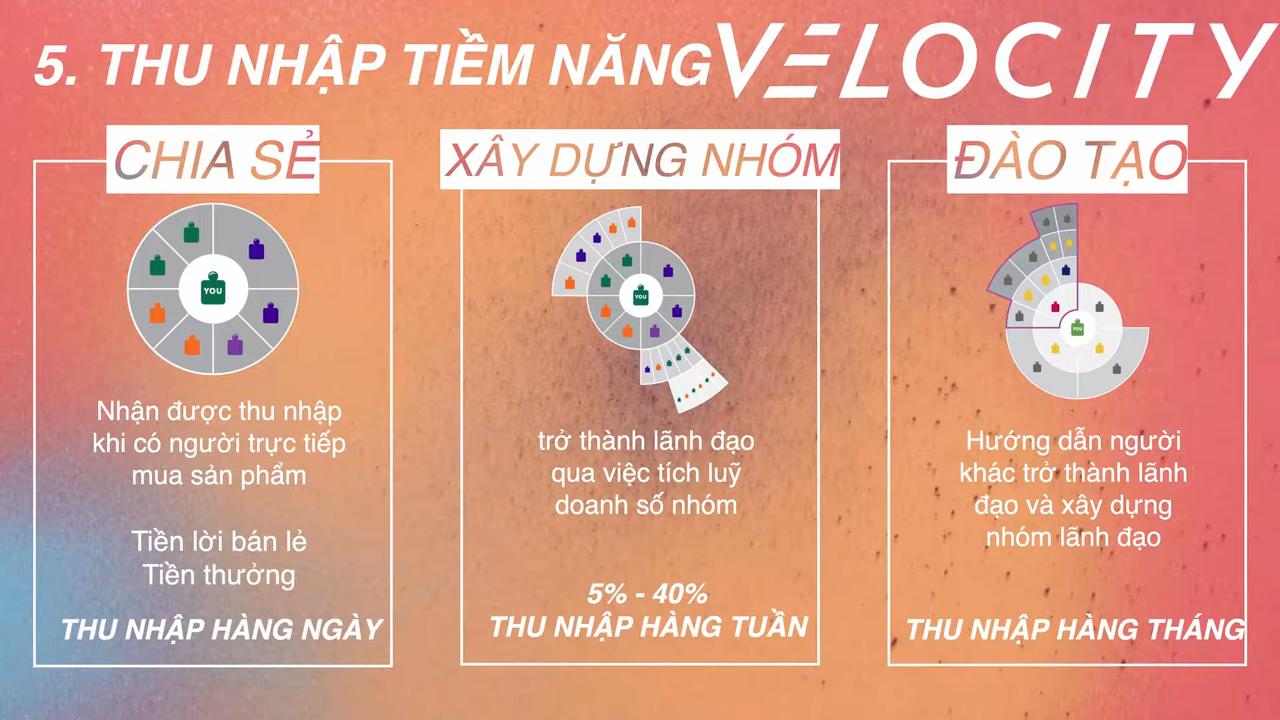 5. THU NHẬP TIỀM NĂNG VELOCITY
CHIA SẺ
YOU
Nhận được thu nhập
khi có người trực tiếp
mua sản phẩm
Tiền lời bán lẻ
Tiền thưởng
THU NHẬP HÀNG NGÀY
XÂY DỰNG NHÓM
YOU
trở thành lãnh đạo
qua việc tích luỹ
doanh số nhóm
5% - 40%
THU NHẬP HÀNG TUẦN
ĐÀO TẠO
YOU
Hướng dẫn người
khác trở thành lãnh
đạo và xây dựng
nhóm lãnh đạo
THU NHẬP HÀNG THÁNG